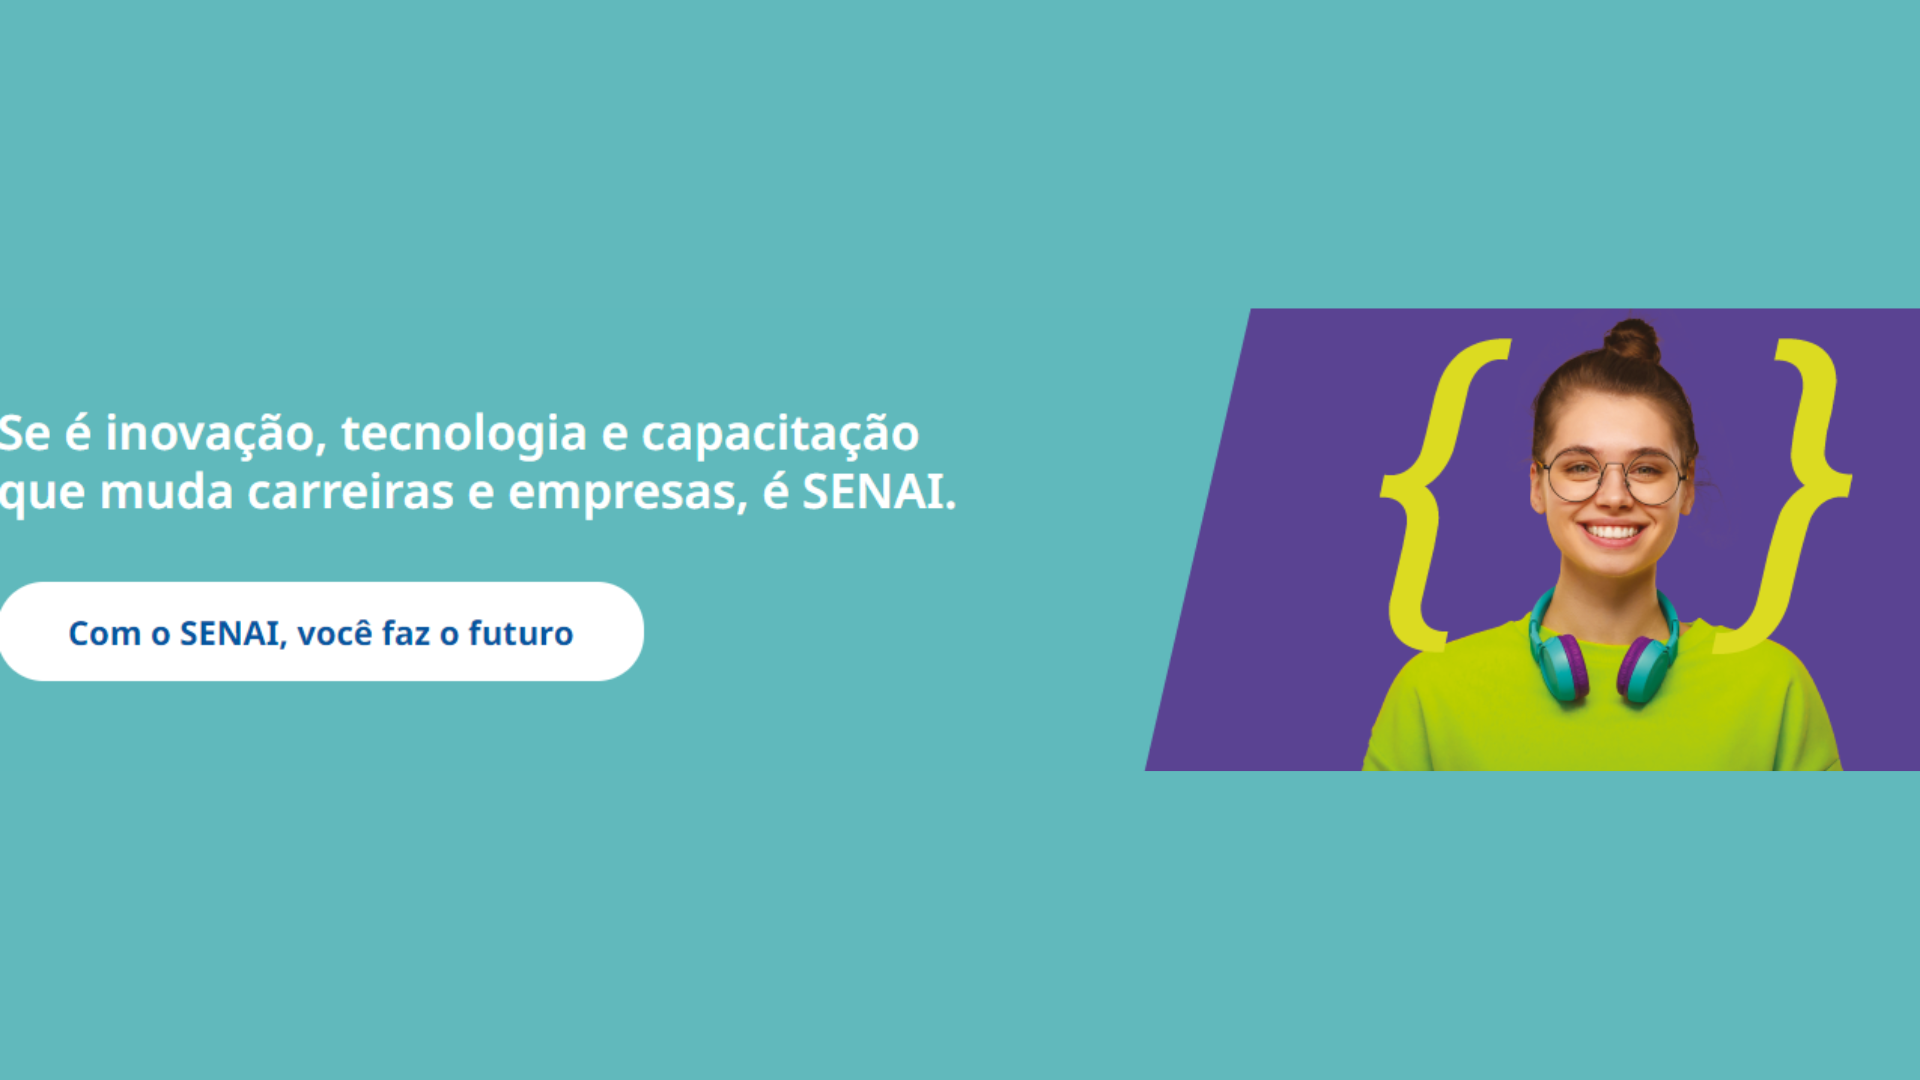 Se é inovação, tecnologia e capacitação
que muda carreiras e empresas, é SENAI.
Com o SENAI, você faz o futuro
{ }